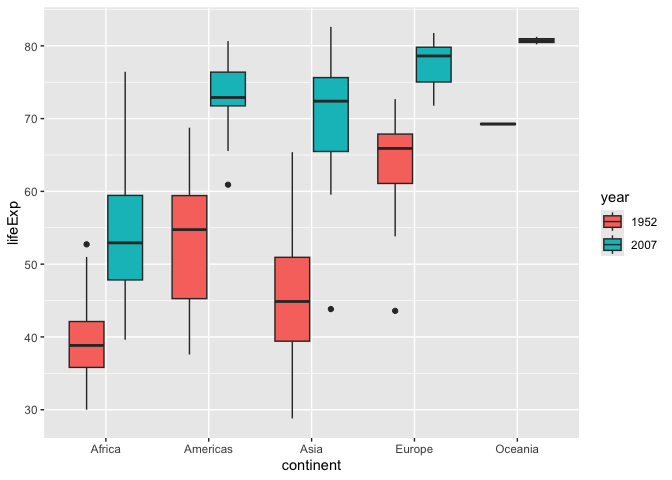 lifeExp
80
70
60
50
40
30
Africa
Americas
Asia
Europe
Oceania
continent
year
1952
2007